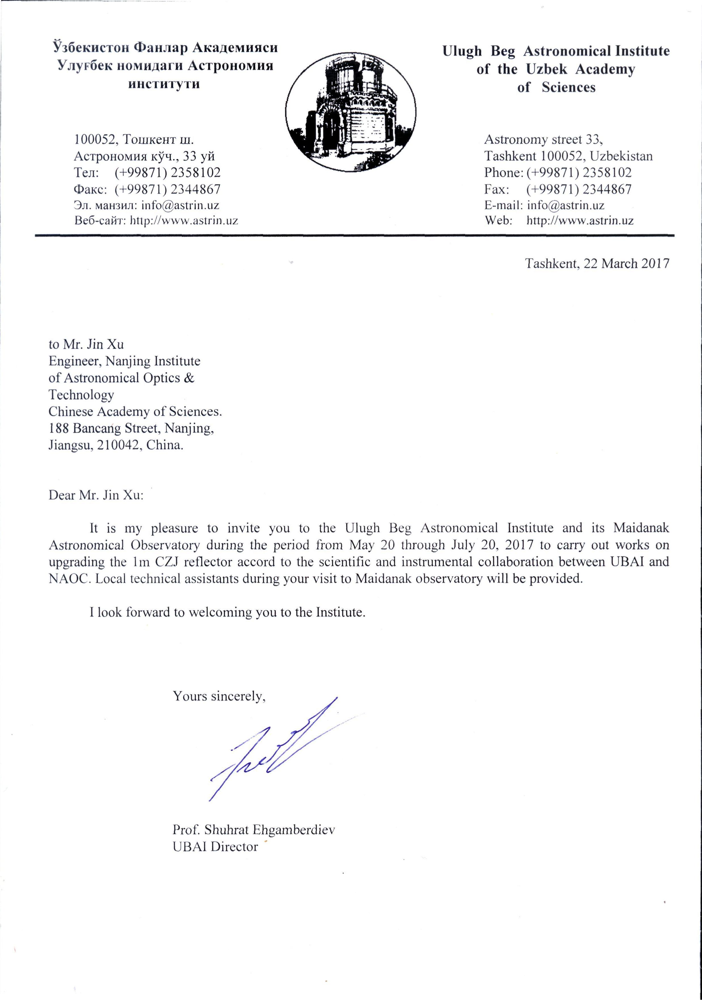 Ўзбекистон Фанлар Академияси
Улуғбек номидаги Астрономия
институти
100052, Тошкент ш.
Астрономия кўч., 33 уй
Тел: (+99871) 2358102
Факс: (+99871) 2344867
Эл. манзил: info@astrin.uz
Веб-сайт: http://www.astrin.uz
Ulugh Beg Astronomical Institute
of the Uzbek Academy
of Sciences
Astronomy street 33,
Tashkent 100052, Uzbekistan
Phone: (+99871) 2358102
Fax: (+99871) 2344867
E-mail: info@astrin.uz
Web: http://www.astrin.uz
Tashkent, 22 March 2017
to Mr. Jin Xu
Engineer, Nanjing Institute
of Astronomical Optics &
Technology
Chinese Academy of Sciences.
188 Bancang Street, Nanjing,
Jiangsu, 210042, China.
Dear Mr. Jin Xu:
It is my pleasure to invite you to the Ulugh Beg Astronomical Institute and its Maidanak
Astronomical Observatory during the period from May 20 through July 20, 2017 to carry out works on
upgrading the 1m CZJ reflector accord to the scientific and instrumental collaboration between UBAI and
NAOC. Local technical assistants during your visit to Maidanak observatory will be provided.
I look forward to welcoming you to the Institute.
Yours sincerely,
Prof. Shuhrat Ehgamberdiev
UBAI Director